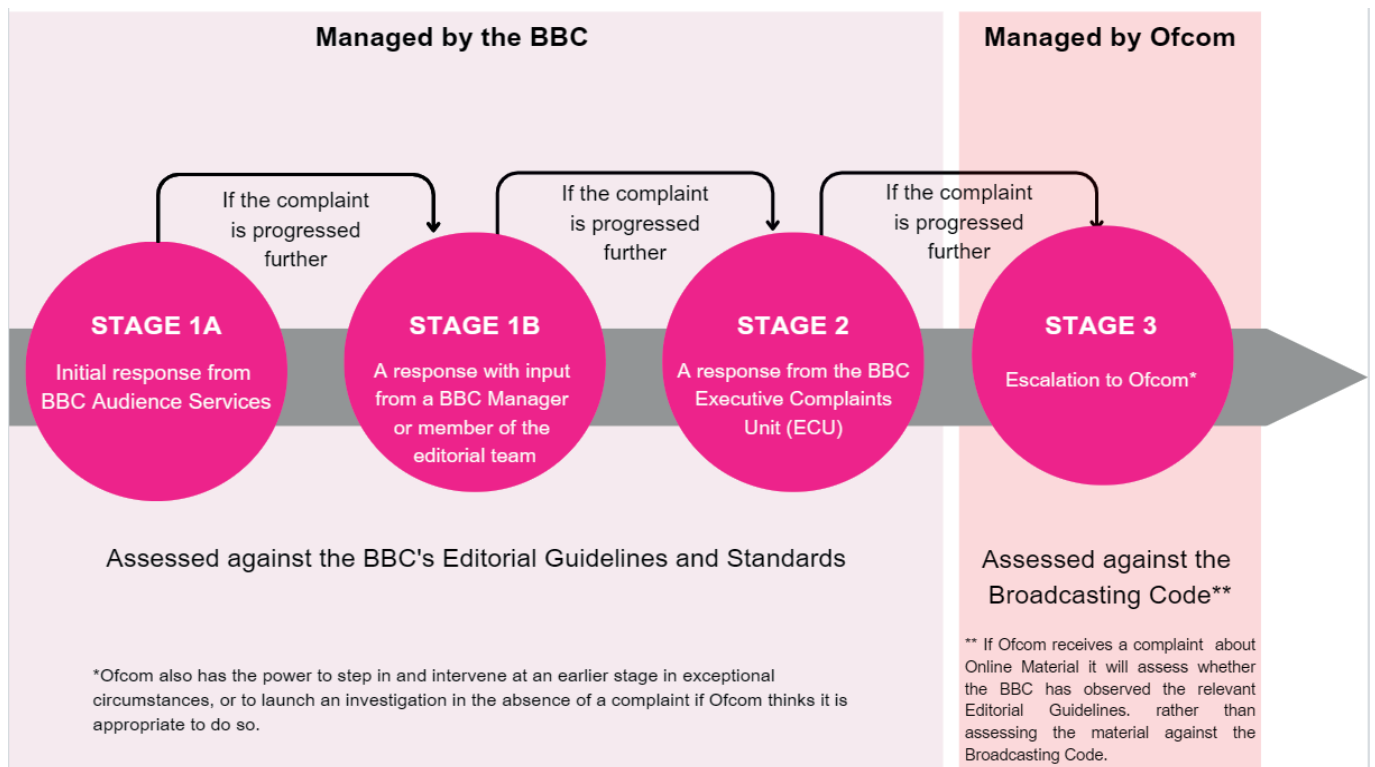 Managed by the BBC
Managed by Ofcom
If the complaint
is progressed
further
If the complaint
is progressed
further
If the complaint
is progressed
further
STAGE 1A
Initial response from
BBC Audience Services
STAGE 1B
A response with input
from a BBC Manager
or member of the
editorial team
STAGE 2
A response from the BBC
Executive Complaints
Unit (ECU)
STAGE 3
Escalation to Ofcom*
Assessed against the BBC's Editorial Guidelines and Standards
Assessed against the
Broadcasting Code**
*Ofcom also has the power to step in and intervene at an earlier stage in exceptional
circumstances, or to launch an investigation in the absence of a complaint if Ofcom thinks it is
appropriate to do so.
** If Ofcom receives a complaint about
Online Material it will assess whether
the BBC has observed the relevant
Editorial Guidelines. rather than
assessing the material against the
Broadcasting Code.